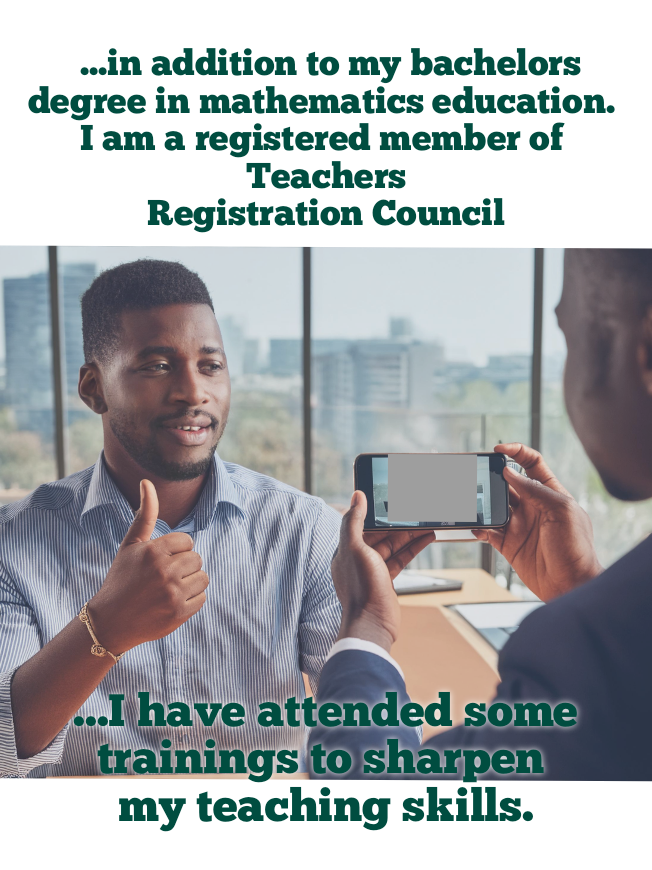 ...in addition to my bachelors
degree in mathematics education.
I am a registered member of
Teachers
Registration Council
...I have attended some
trainings to sharpen
my teaching skills.